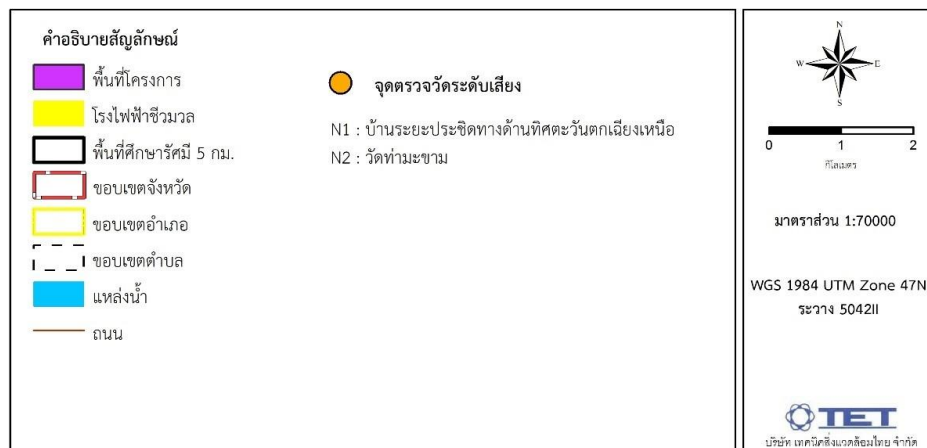 คำอธิบายสัญลักษณ์
พื้นที่โครงการ
โรงไฟฟ้าชีวมวล
พื้นที่ศึกษารัศมี 5 กม.
ขอบเขตจังหวัด
ขอบเขตอำเภอ
ขอบเขตตำบล
แหล่งน้ำ
ถนน
จุดตรวจวัดระดับเสียง
N1 : บ้านระยะประชิดทางด้านทิศตะวันตกเฉียงเหนือ
N2 : วัดท่ามะขาม
N
W E
S
0 1 2
กิโลเมตร
มาตราส่วน 1:70000
WGS 1984 UTM Zone 47N
ระวาง 5042II
TET
บริษัท เทคนิคสิ่งแวดล้อมไทย จำกัด